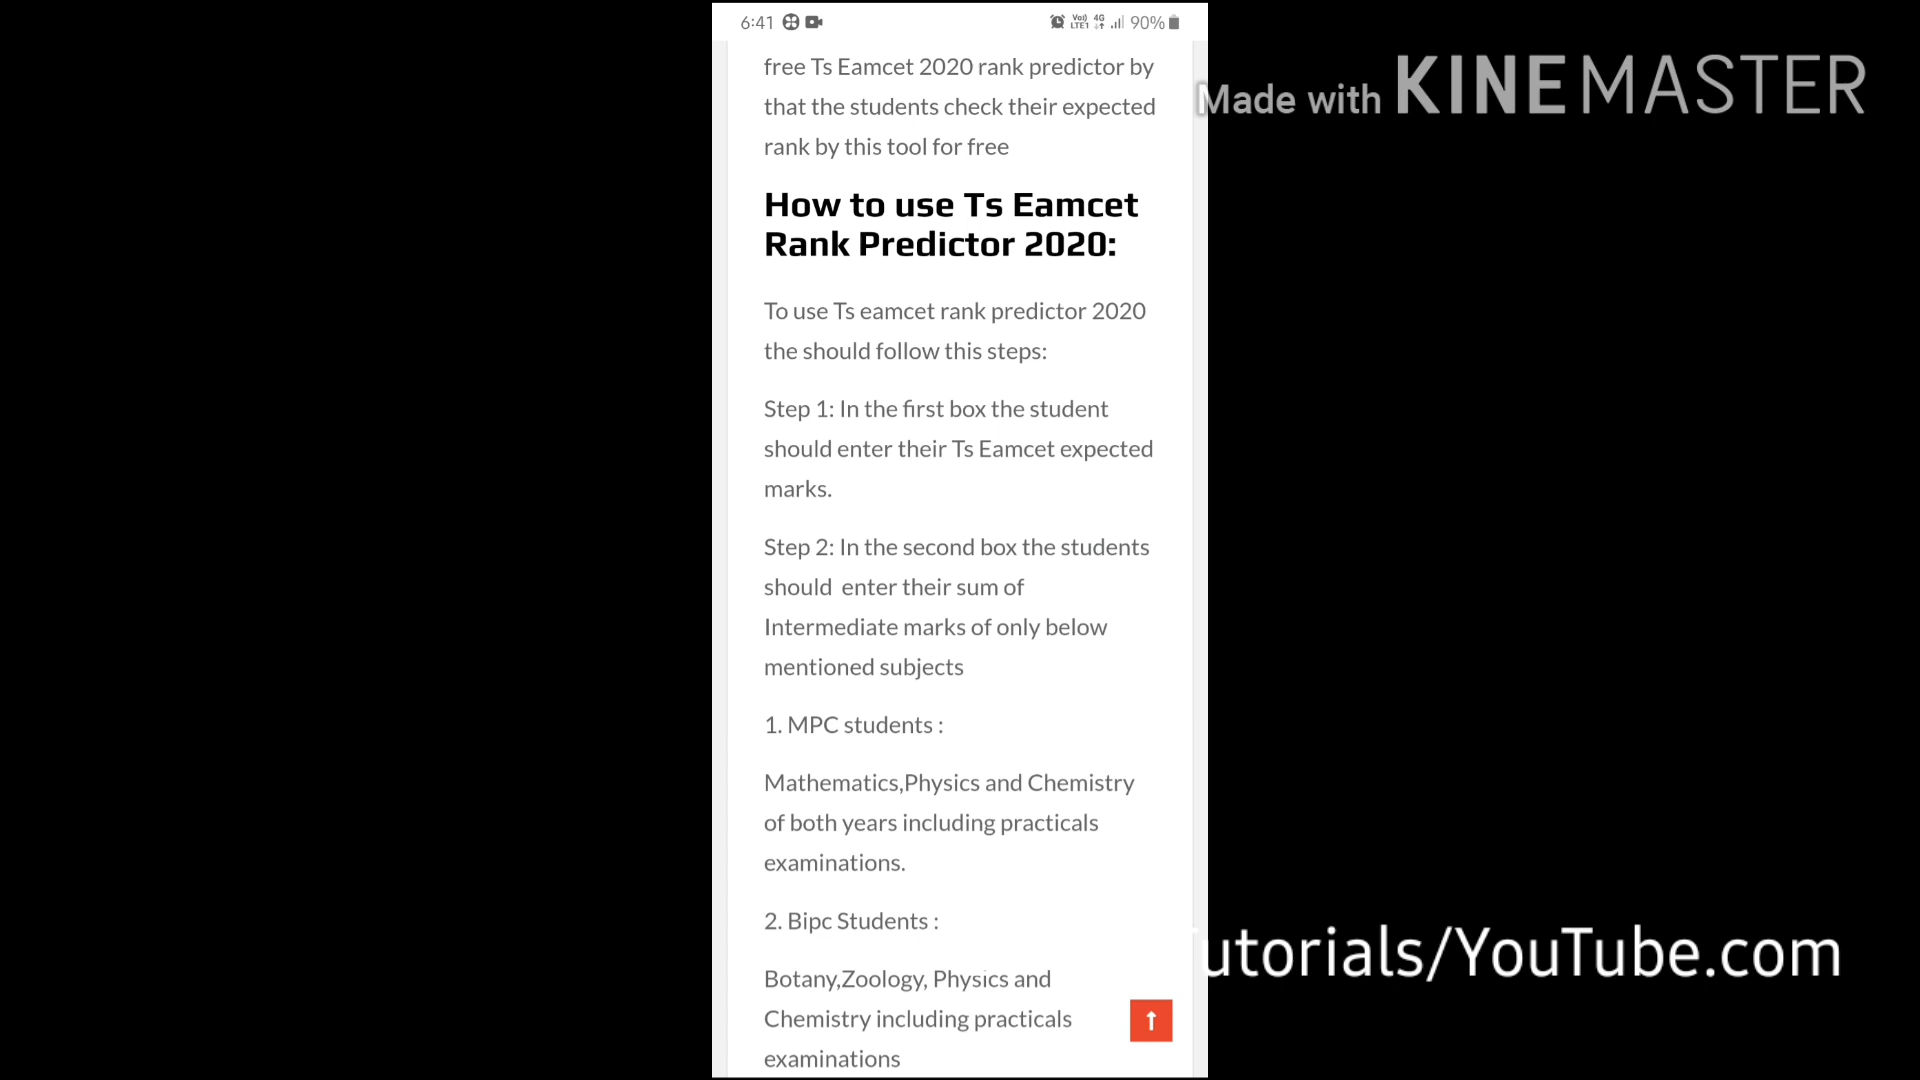 6:41
Vo)) 4G 90%
LTE1
free Ts Eamcet 2020 rank predictor by
that the students check their expected
rank by this tool for free
Made with KINEMASTER
How to use Ts Eamcet
Rank Predictor 2020:
To use Ts eamcet rank predictor 2020
the should follow this steps:
Step 1: In the first box the student
should enter their Ts Eamcet expected
marks.
Step 2: In the second box the students
should enter their sum of
Intermediate marks of only below
mentioned subjects
1. MPC students :
Mathematics,Physics and Chemistry
of both years including practicals
examinations.
2. Bipc Students :
Botany,Zoology, Physics and
Chemistry including practicals
examinations
utorials/YouTube.com